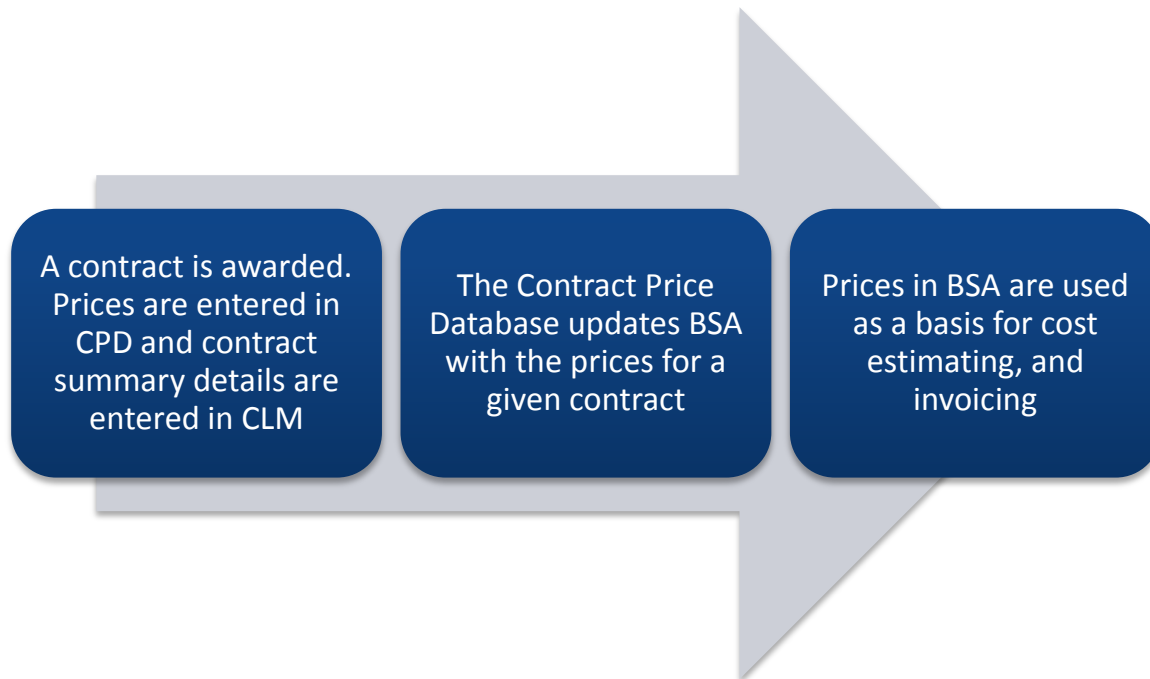 A contract is awarded.
Prices are entered in
CPD and contract
summary details are
entered in CLM
The Contract Price
Database updates BSA
with the prices for a
given contract
Prices in BSA are used
as a basis for cost
estimating, and
invoicing